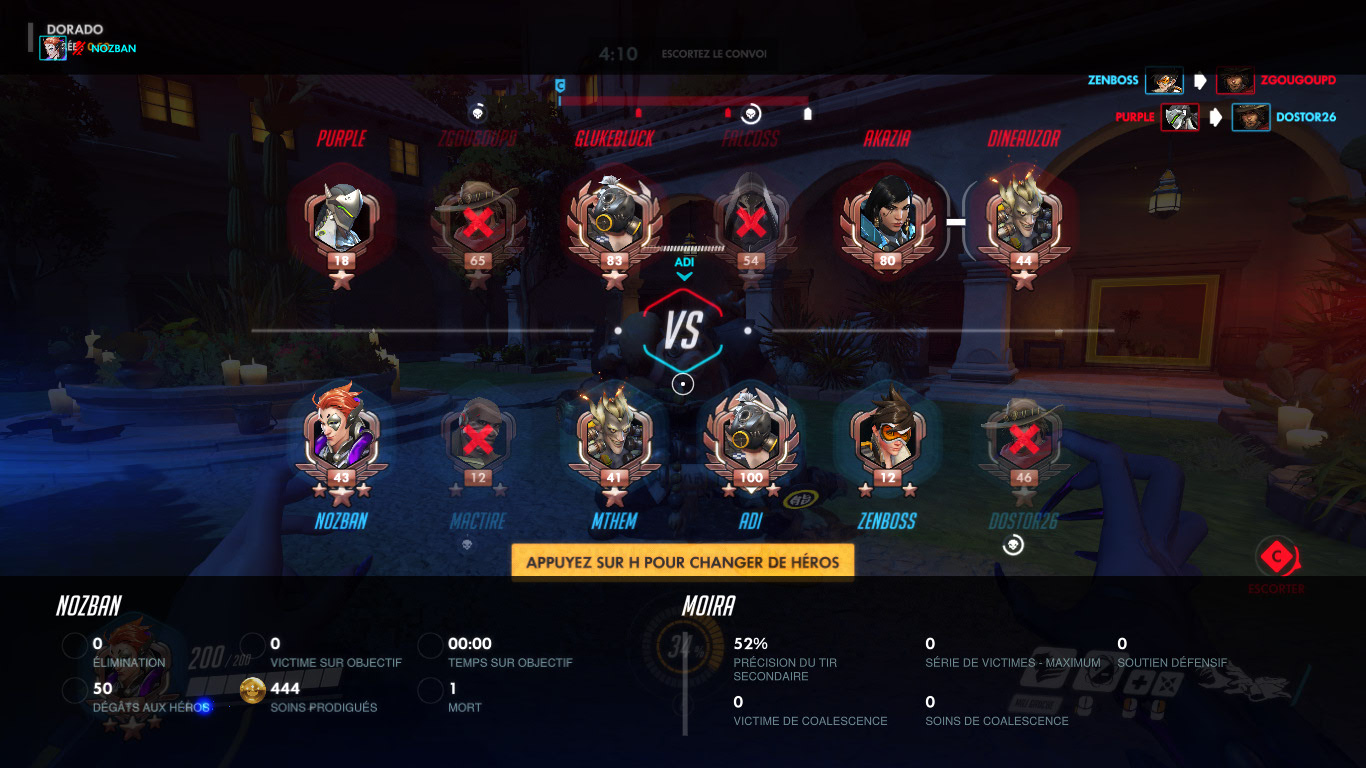 DORADO
NOZBAN
4:10 ESCORTEZ LE CONVOI
C
ZENBOSS ZGOUGOUPD
PURPLE DOSTOR26
PURPLE ZGOUGOUPD GLUKEBLUCK FALCOSS AKAZIA DINEAUZOR
18 65 83 54 80 44
ADI
VS
43 12 41 100 12 46
NOZBAN MACTIRE MTHEM ADI ZENBOSS DOSTOR26
APPUYEZ SUR H POUR CHANGER DE HÉROS
C
ESCORTER
NOZBAN
0
ÉLIMINATION
0
VICTIME SUR OBJECTIF
00:00
TEMPS SUR OBJECTIF
50
DÉGÂTS AUX HÉROS
444
SOINS PRODIGUÉS
1
MORT
200/200
MOIRA
52%
PRÉCISION DU TIR
SECONDAIRE
0
SÉRIE DE VICTIMES - MAXIMUM
0
SOUTIEN DÉFENSIF
0
VICTIME DE COALESCENCE
0
SOINS DE COALESCENCE